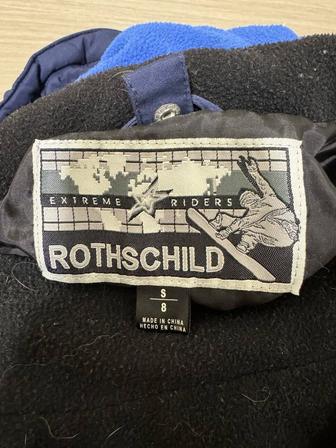 EXTREME RIDERS
ROTHSCHILD
S
8
MADE IN CHINA
HECHO EN CHINA